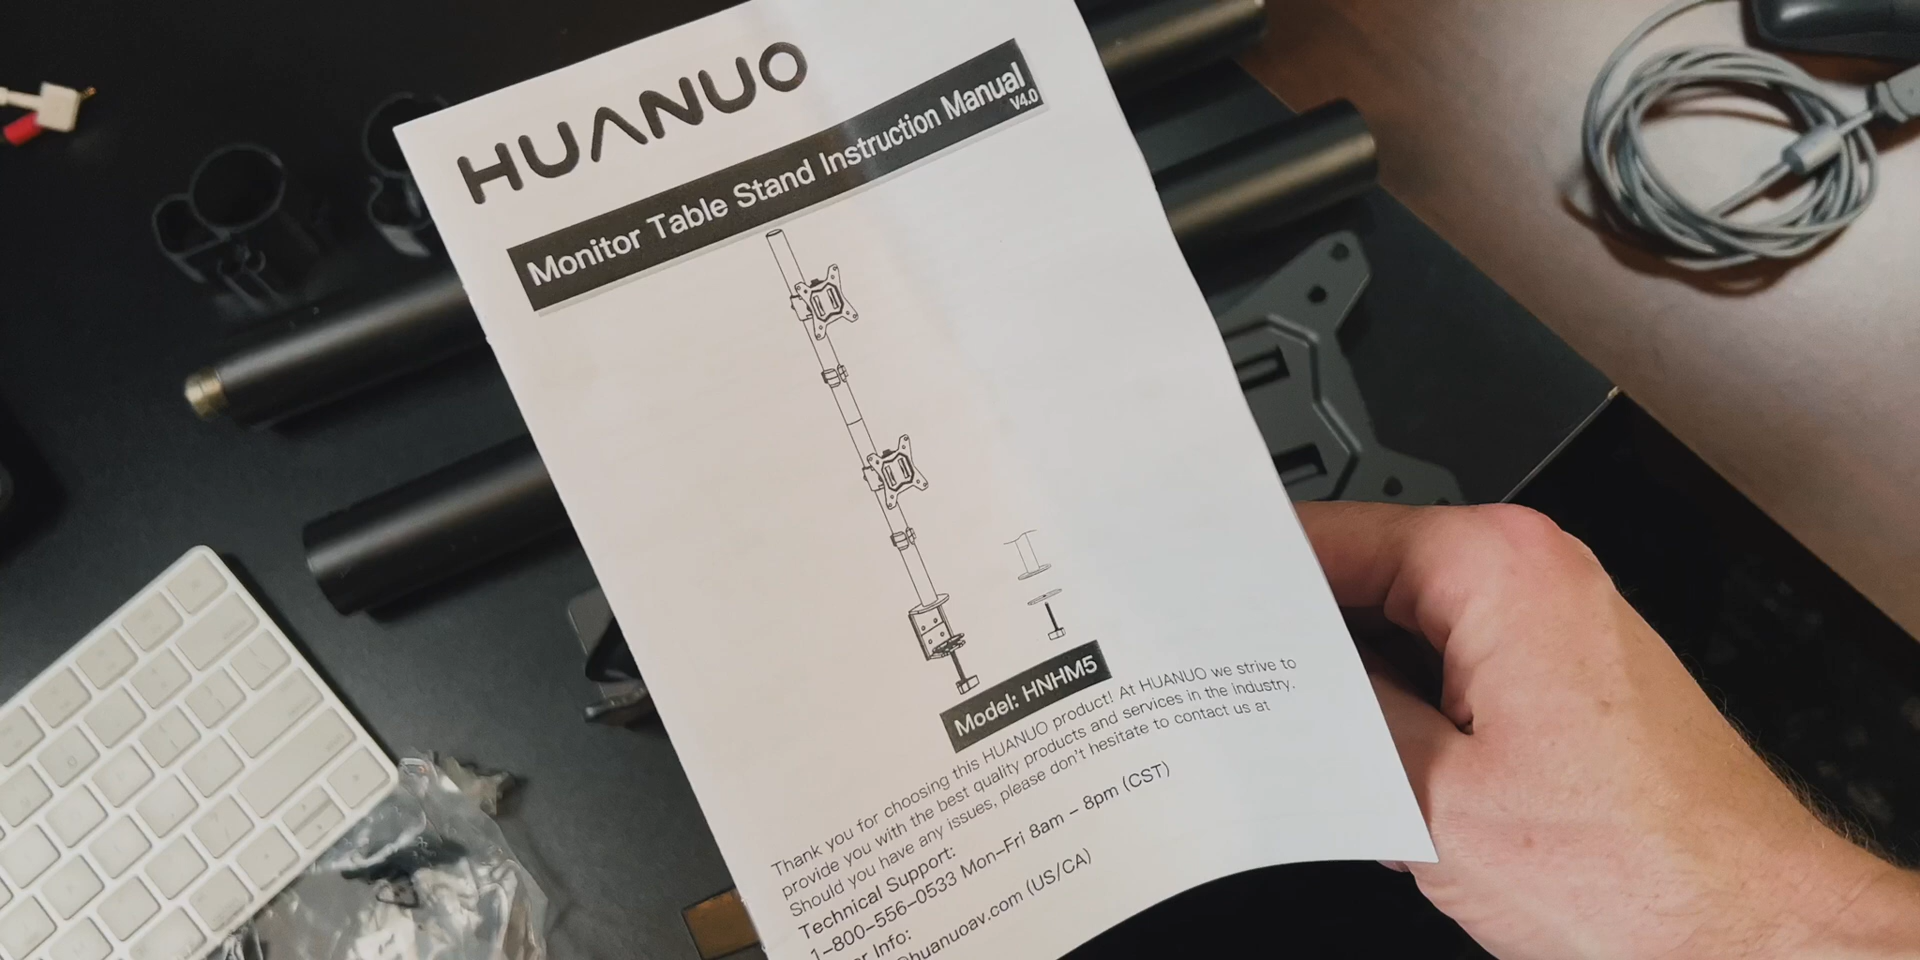 HUANUO
Monitor Table Stand Instruction Manual
V4.0
Model: HNHM5
Thank you for choosing this HUANUO product! At HUANUO we strive to
provide you with the best quality products and services in the industry.
Should you have any issues, please don't hesitate to contact us at
Technical Support:
1-800-556-0533 Mon-Fri 8am - 8pm (CST)
Info:
@huanuoav.com (US/CA)